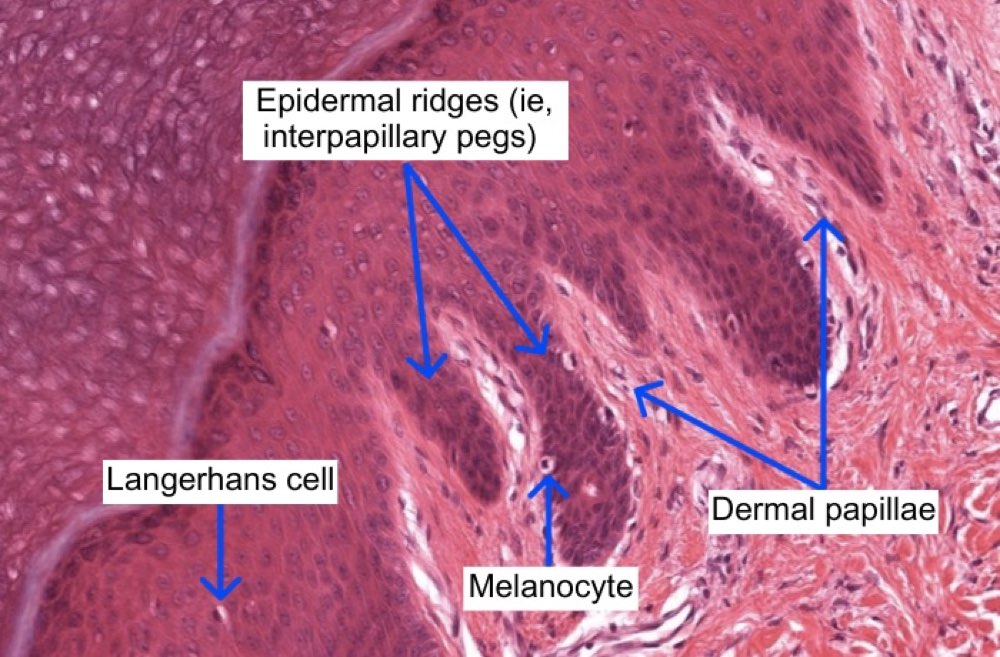 Epidermal ridges (ie,
interpapillary pegs)
Langerhans cell
Melanocyte
Dermal papillae